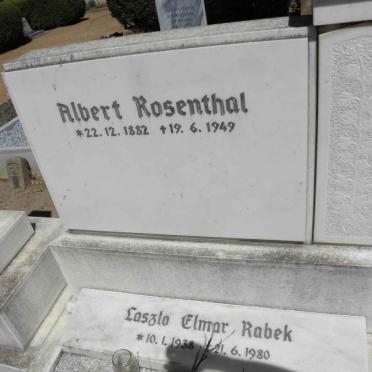 Albert Rosenthal
*22. 12. 1882 †19. 6. 1949
Laszlo Elmar Rabek
*10. 1. 1938 †21. 6. 1980